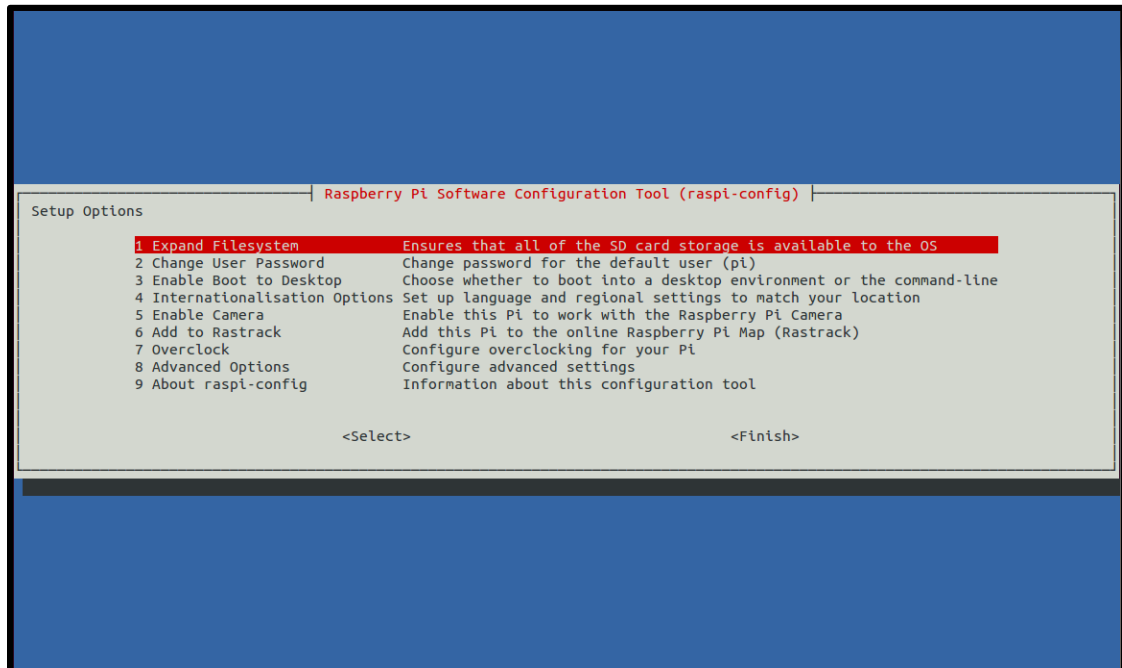 Raspberry Pi Software Configuration Tool (raspi-config)
Setup Options
1 Expand Filesystem Ensures that all of the SD card storage is available to the OS
2 Change User Password Change password for the default user (pi)
3 Enable Boot to Desktop Choose whether to boot into a desktop environment or the command-line
4 Internationalisation Options Set up language and regional settings to match your location
5 Enable Camera Enable this Pi to work with the Raspberry Pi Camera
6 Add to Rastrack Add this Pi to the online Raspberry Pi Map (Rastrack)
7 Overclock Configure overclocking for your Pi
8 Advanced Options Configure advanced settings
9 About raspi-config Information about this configuration tool
<Select> <Finish>